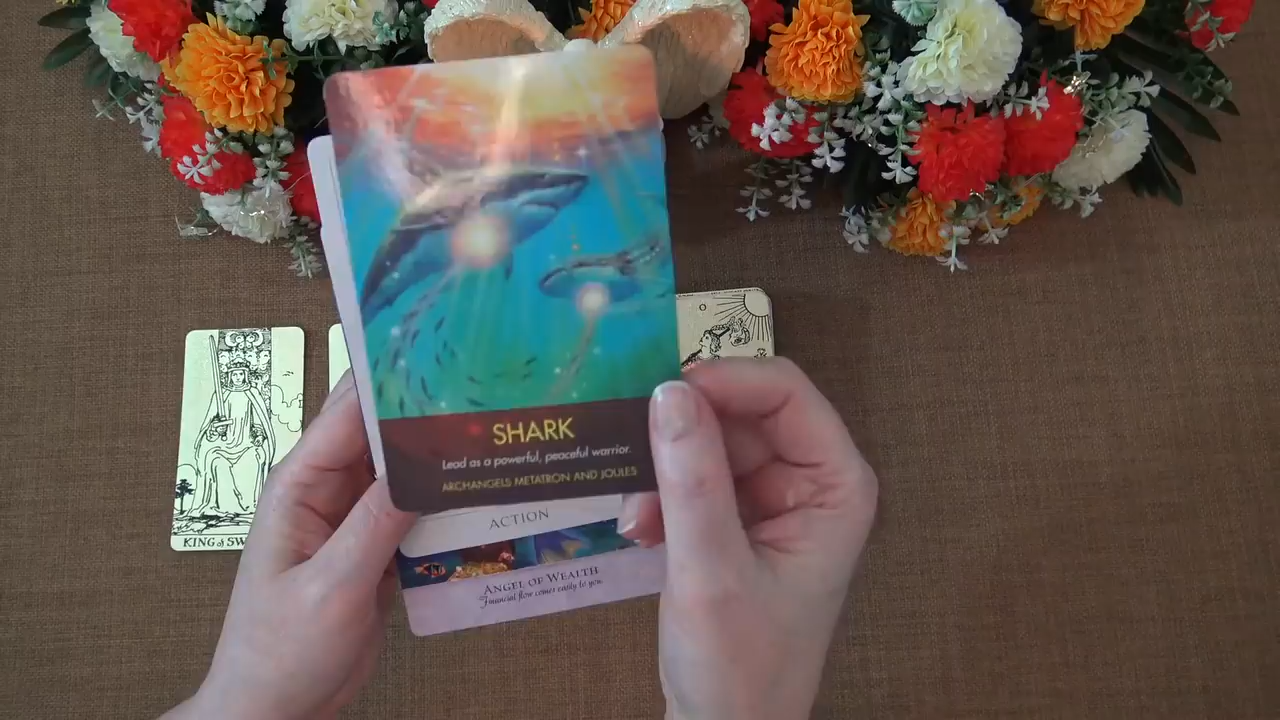 SHARK
Lead as a powerful, peaceful warrior.
ARCHANGELS METATRON AND JOULES
ACTION
ANGEL OF WEALTH
Financial flow comes easily to you
KING of SW